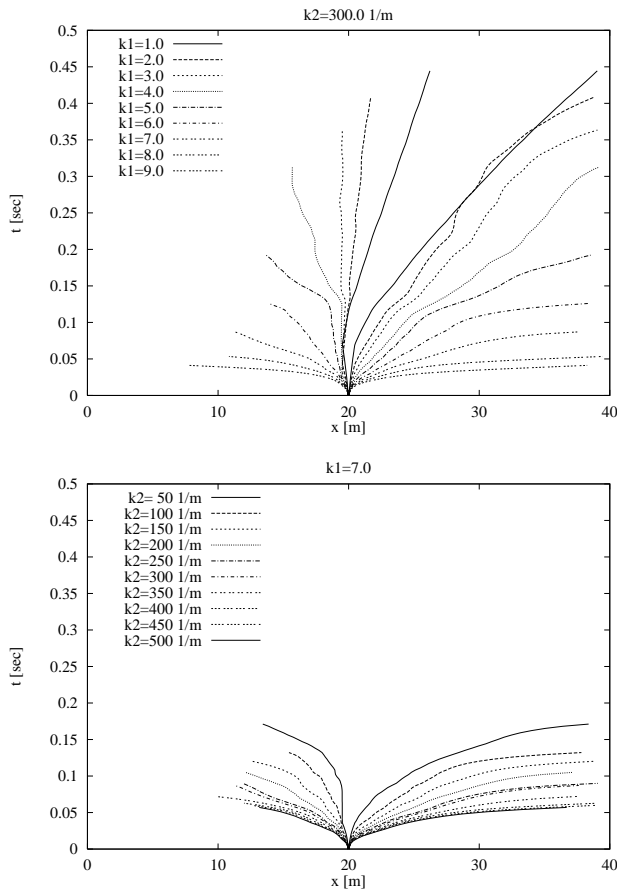 k2=300.0 1/m
0.5
0.45
0.4
0.35
0.3
0.25
0.2
0.15
0.1
0.05
0
t [sec]
k1=1.0
k1=2.0
k1=3.0
k1=4.0
k1=5.0
k1=6.0
k1=7.0
k1=8.0
k1=9.0
0 10 20 30 40
x [m]
k1=7.0
0.5
0.45
0.4
0.35
0.3
0.25
0.2
0.15
0.1
0.05
0
t [sec]
k2= 50 1/m
k2=100 1/m
k2=150 1/m
k2=200 1/m
k2=250 1/m
k2=300 1/m
k2=350 1/m
k2=400 1/m
k2=450 1/m
k2=500 1/m
0 10 20 30 40
x [m]